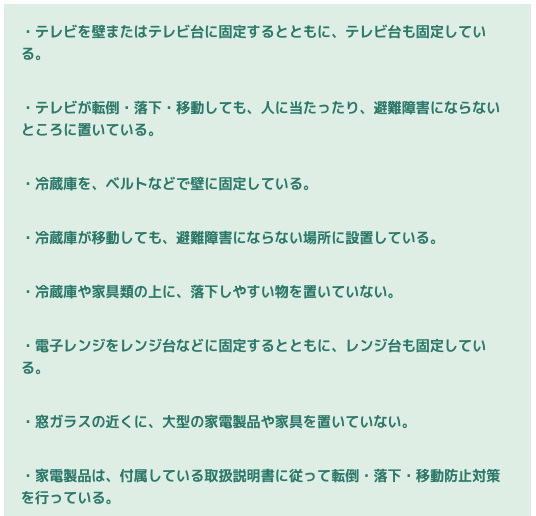 ・テレビを壁またはテレビ台に固定するとともに、テレビ台も固定してい
る。
・テレビが転倒・落下・移動しても、人に当たったり、避難障害にならない
ところに置いている。
・冷蔵庫を、ベルトなどで壁に固定している。
・冷蔵庫が移動しても、避難障害にならない場所に設置している。
・冷蔵庫や家具類の上に、落下しやすい物を置いていない。
・電子レンジをレンジ台などに固定するとともに、レンジ台も固定してい
る。
・窓ガラスの近くに、大型の家電製品や家具を置いていない。
・家電製品は、付属している取扱説明書に従って転倒・落下・移動防止対策
を行っている。